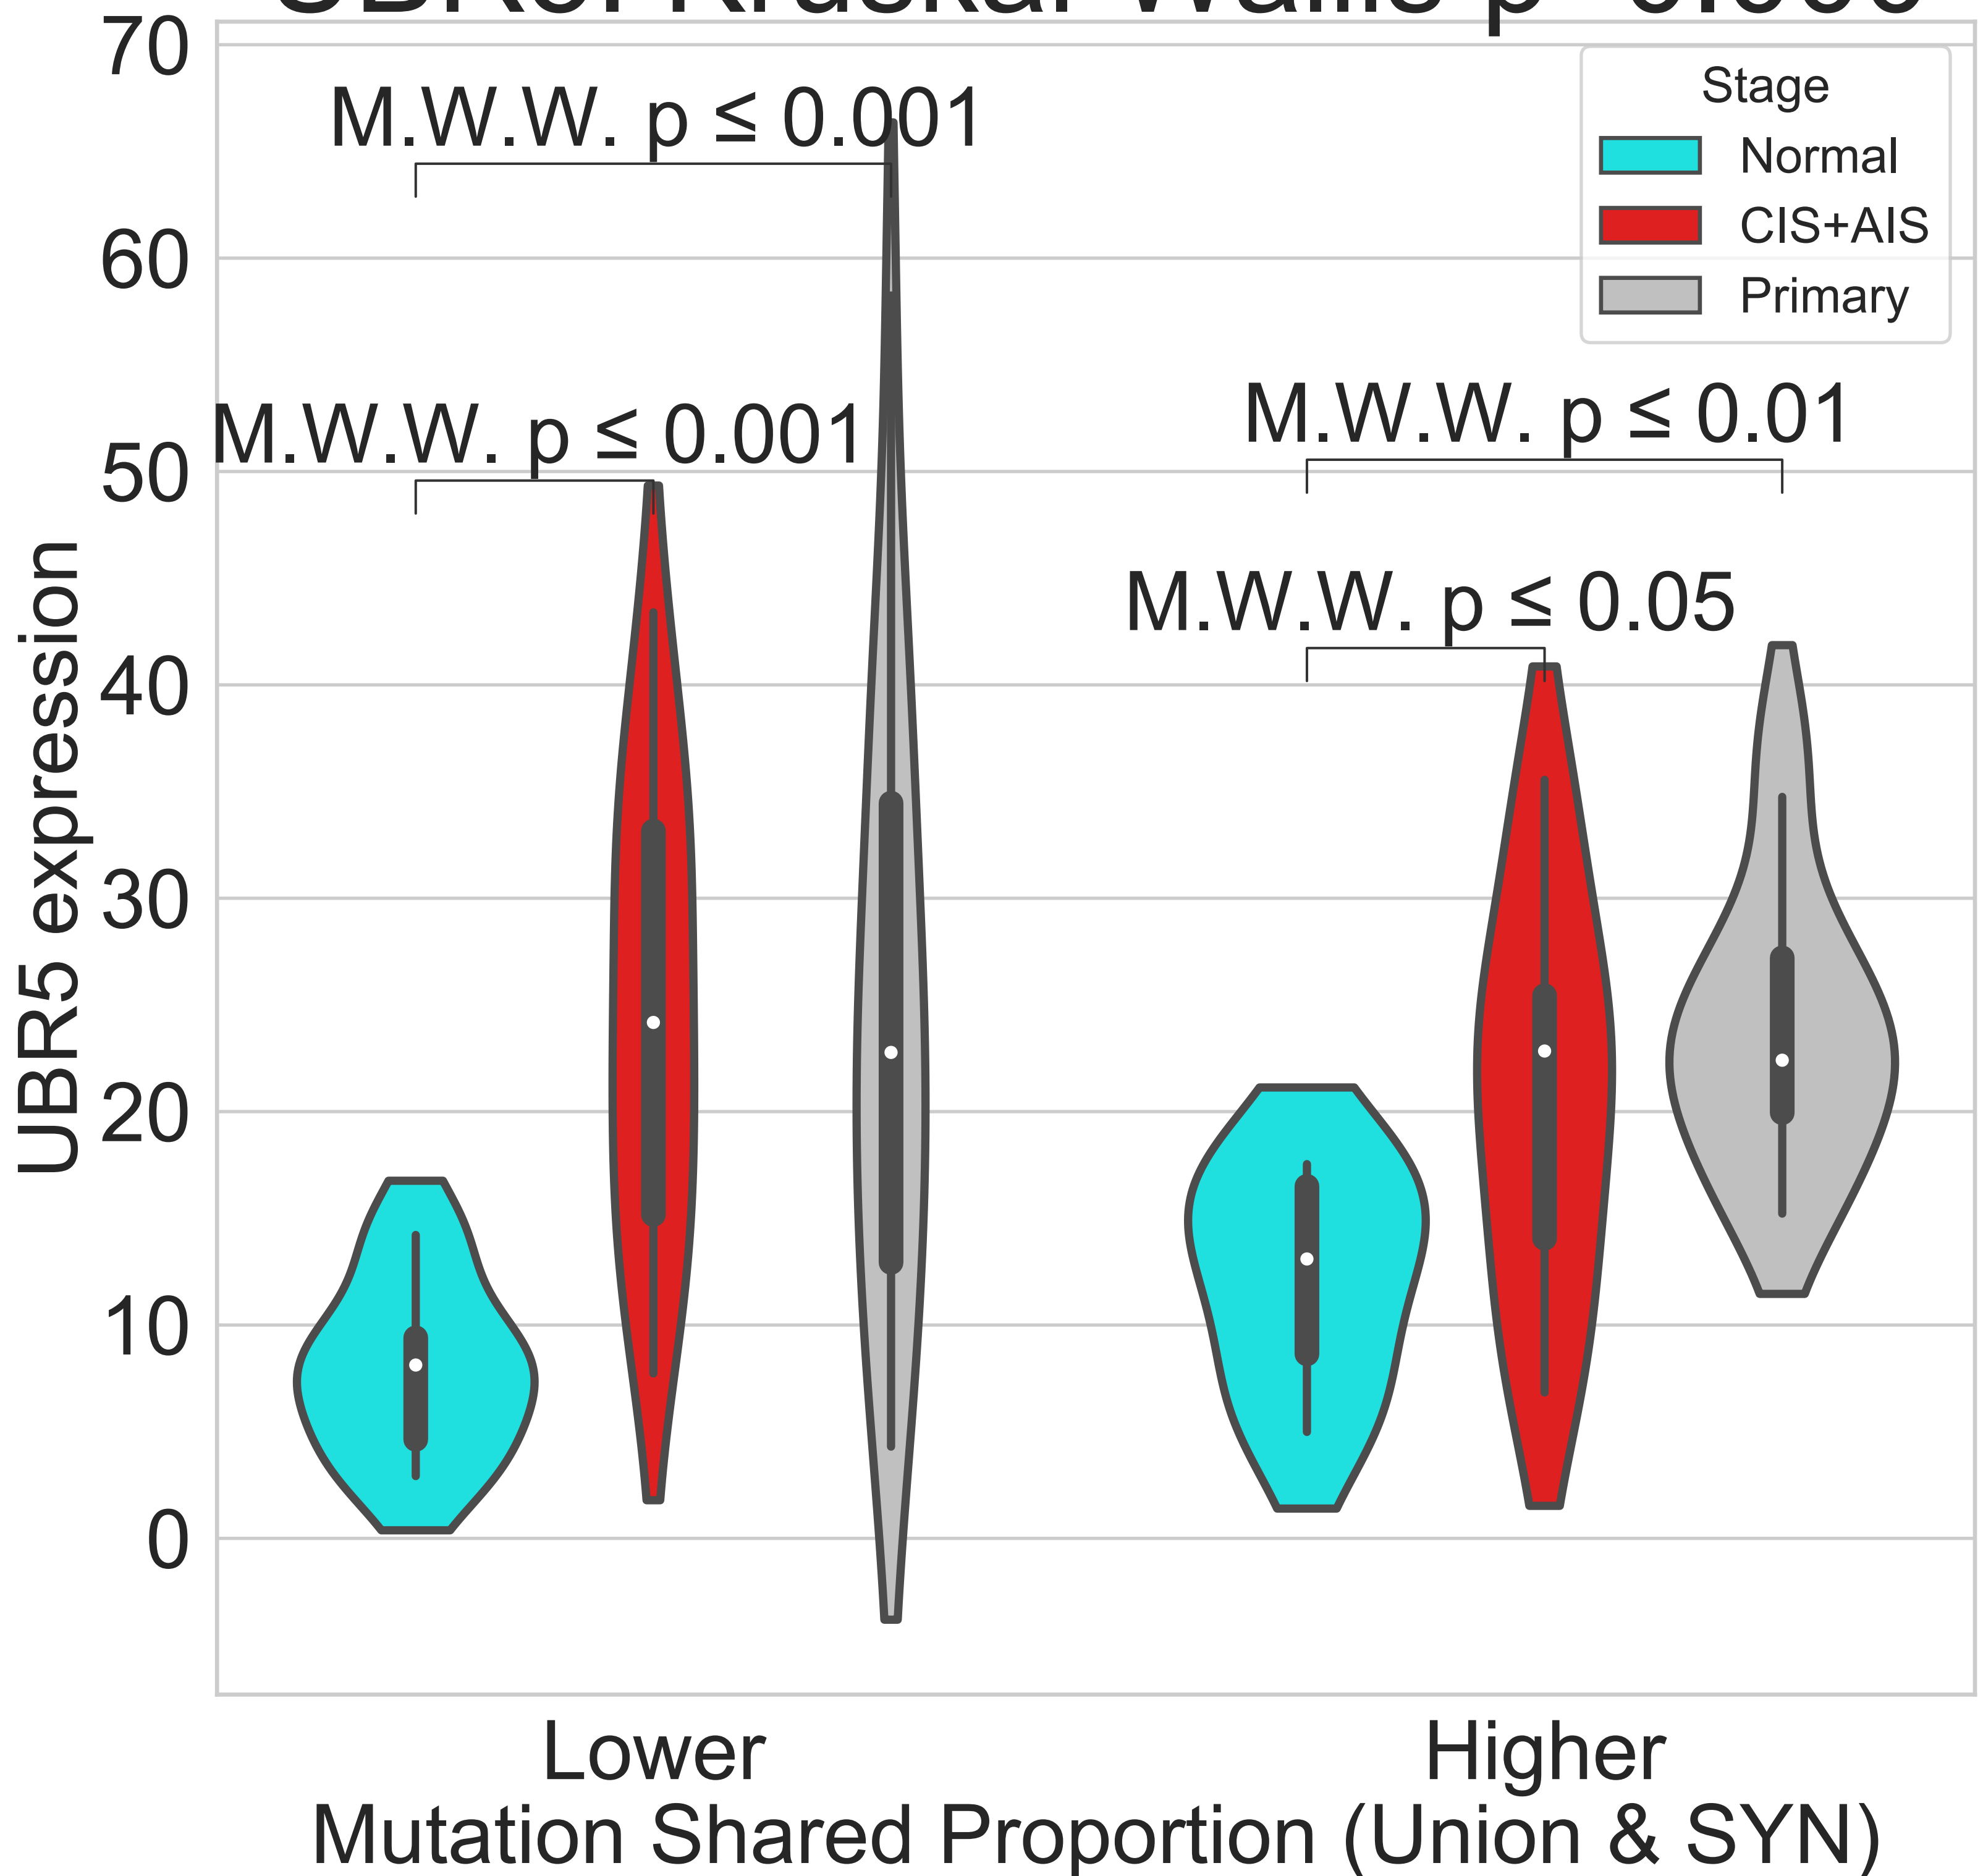 70
60
50
40
30
20
10
0
UBR5 expression
M.W.W. p ≤ 0.001
M.W.W. p ≤ 0.001
M.W.W. p ≤ 0.01
M.W.W. p ≤ 0.05
Stage
Normal
CIS+AIS
Primary
Lower
Higher
Mutation Shared Proportion (Union & SYN)